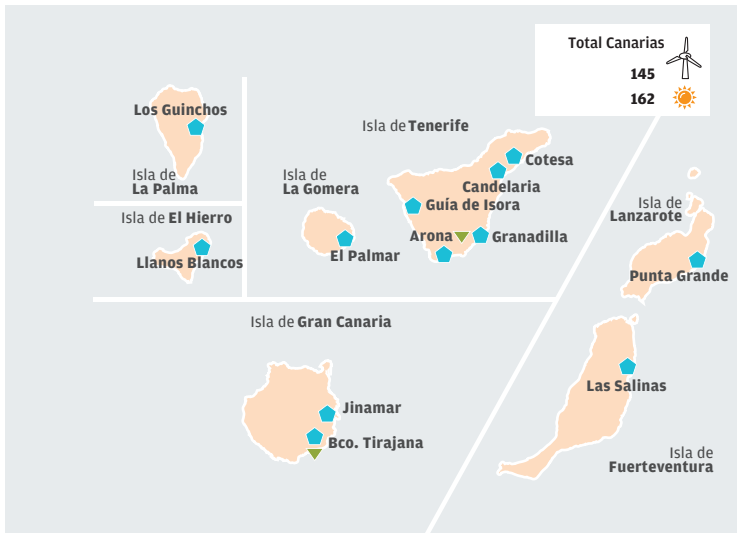 Total Canarias
145
162
Los Guinchos
Isla de
La Palma
Isla de El Hierro
Llanos Blancos
Isla de Tenerife
Isla de
La Gomera
El Palmar
Cotesa
Candelaria
Guía de Isora
Arona
Granadilla
Isla de
Lanzarote
Punta Grande
Isla de Gran Canaria
Jinamar
Bco. Tirajana
Las Salinas
Isla de
Fuerteventura